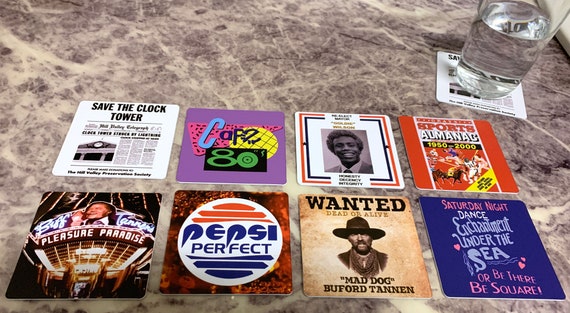 SAVE THE CLOCK
TOWER
Hill Valley Telegraph
CLOCK TOWER STRUCK BY LIGHTNING
The Hill Valley Preservation Society
Cafe
80's
RE-ELECT
MAYOR
"GOLDIE"
WILSON
HONESTY
DECENCY
INTEGRITY
SPORTS
ALMANAC
1950-2000
Biff Tannen's
PLEASURE PARADISE
PEPSI
PERFECT
WANTED
DEAD OR ALIVE
"MAD DOG"
BUFORD TANNEN
SATURDAY NIGHT
DANCE
Enchantment
UNDER THE
SEA
OR BE THERE
BE SQUARE!